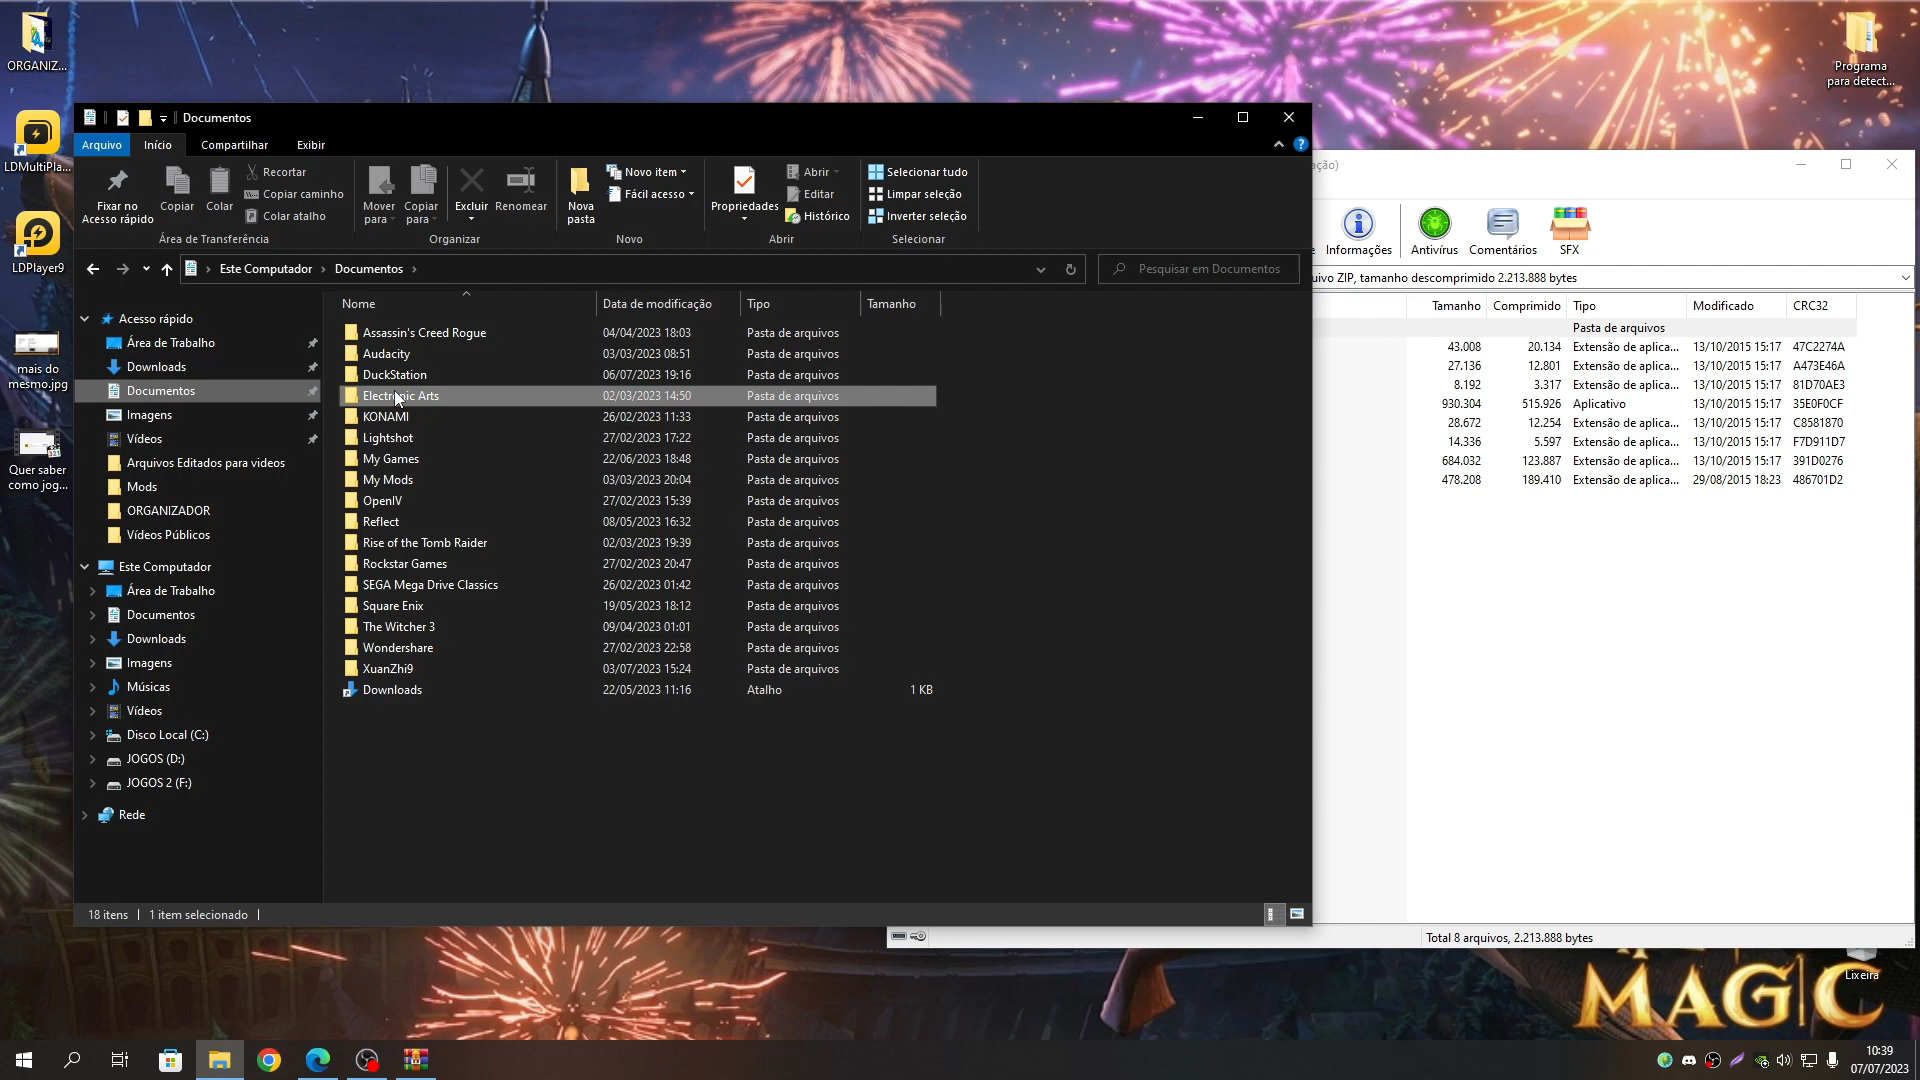 ORGANIZ...
LDMultiPla...
LDPlayer9
mais do
mesmo.jpg
Quer saber
como jog...
Programa
para detect...
Documentos
Arquivo
Início
Compartilhar
Exibir
Fixar no
Acesso rápido
Copiar
Colar
Recortar
Copiar caminho
Colar atalho
Mover
para
Copiar
para
Excluir
Renomear
Nova
pasta
Novo item
Fácil acesso
Propriedades
Abrir
Editar
Histórico
Selecionar tudo
Limpar seleção
Inverter seleção
Área de Transferência
Organizar
Novo
Abrir
Selecionar
Este Computador > Documentos >
Pesquisar em Documentos
Acesso rápido
Área de Trabalho
Downloads
Documentos
Imagens
Vídeos
Arquivos Editados para videos
Mods
ORGANIZADOR
Vídeos Públicos
Este Computador
Área de Trabalho
Documentos
Downloads
Imagens
Músicas
Vídeos
Disco Local (C:)
JOGOS (D:)
JOGOS 2 (F:)
Rede
Nome Data de modificação Tipo Tamanho
Assassin's Creed Rogue 04/04/2023 18:03 Pasta de arquivos
Audacity 03/03/2023 08:51 Pasta de arquivos
DuckStation 06/07/2023 19:16 Pasta de arquivos
Electronic Arts 02/03/2023 14:50 Pasta de arquivos
KONAMI 26/02/2023 11:33 Pasta de arquivos
Lightshot 27/02/2023 17:22 Pasta de arquivos
My Games 22/06/2023 18:48 Pasta de arquivos
My Mods 03/03/2023 20:04 Pasta de arquivos
OpenIV 27/02/2023 15:39 Pasta de arquivos
Reflect 08/05/2023 16:32 Pasta de arquivos
Rise of the Tomb Raider 02/03/2023 19:39 Pasta de arquivos
Rockstar Games 27/02/2023 20:47 Pasta de arquivos
SEGA Mega Drive Classics 26/02/2023 01:42 Pasta de arquivos
Square Enix 19/05/2023 18:12 Pasta de arquivos
The Witcher 3 09/04/2023 01:01 Pasta de arquivos
Wondershare 27/02/2023 22:58 Pasta de arquivos
XuanZhi9 03/07/2023 15:24 Pasta de arquivos
Downloads 22/05/2023 11:16 Atalho 1 KB
18 itens | 1 item selecionado |
ação)
Informações
Antivírus
Comentários
SFX
uivo ZIP, tamanho descomprimido 2.213.888 bytes
Tamanho Comprimido Tipo Modificado CRC32
Pasta de arquivos
43.008 20.134 Extensão de aplica... 13/10/2015 15:17 47C2274A
27.136 12.801 Extensão de aplica... 13/10/2015 15:17 A473E46A
8.192 3.317 Extensão de aplica... 13/10/2015 15:17 81D70AE3
930.304 515.926 Aplicativo 13/10/2015 15:17 35E0F0CF
28.672 12.254 Extensão de aplica... 13/10/2015 15:17 C8581870
14.336 5.597 Extensão de aplica... 13/10/2015 15:17 F7D911D7
684.032 123.887 Extensão de aplica... 13/10/2015 15:17 391D0276
478.208 189.410 Extensão de aplica... 29/08/2015 18:23 486701D2
Total 8 arquivos, 2.213.888 bytes
Lixeira
MAGIC
10:39
07/07/2023